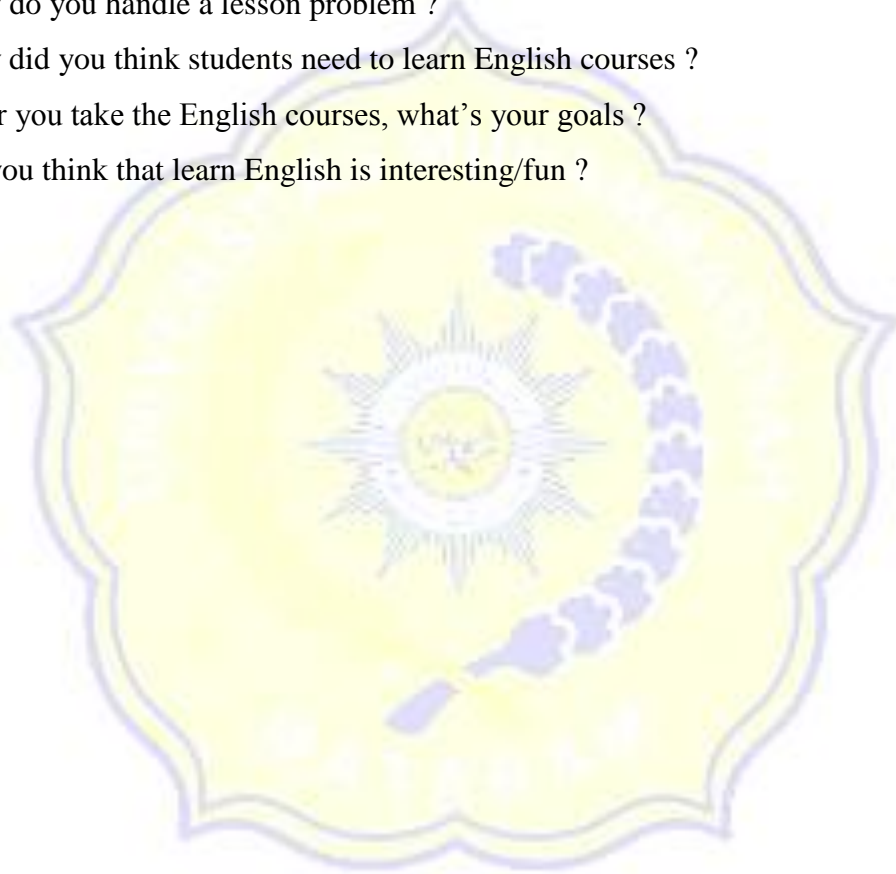 do you handle a lesson problem ?
did you think students need to learn English courses ?
you take the English courses, what's your goals ?
you think that learn English is interesting/fun ?